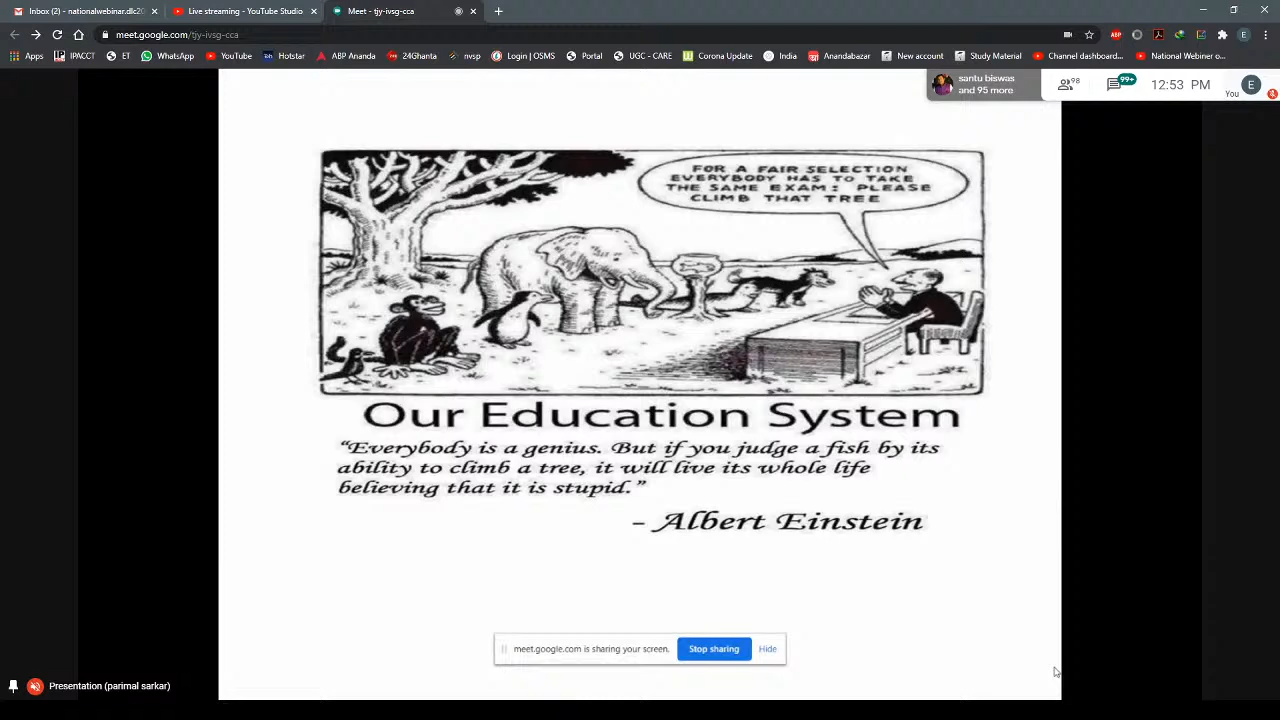 Inbox (0) - nationalwebinar.dlc20
Live streaming - YouTube Studio
Meet - tjy-ivsg-cca
meet.google.com/tjy-ivsg-cca
Apps
IPACCT
ET
WhatsApp
YouTube
Hotstar
ABP Ananda
24Ghanta
nvsp
Login | OSMS
Portal
UGC - CARE
Corona Update
India
Anandabazar
New account
Study Material
Channel dashboard...
National Webinar o...
santu biswas
and 95 more
98
99+
12:53 PM
You
E
FOR A FAIR SELECTION
EVERYBODY HAS TO TAKE
THE SAME EXAM: PLEASE
CLIMB THAT TREE
Our Education System
“Everybody is a genius. But if you judge a fish by its
ability to climb a tree, it will live its whole life
believing that it is stupid.”
– Albert Einstein
meet.google.com is sharing your screen.
Stop sharing
Hide
Presentation (parimal sarkar)